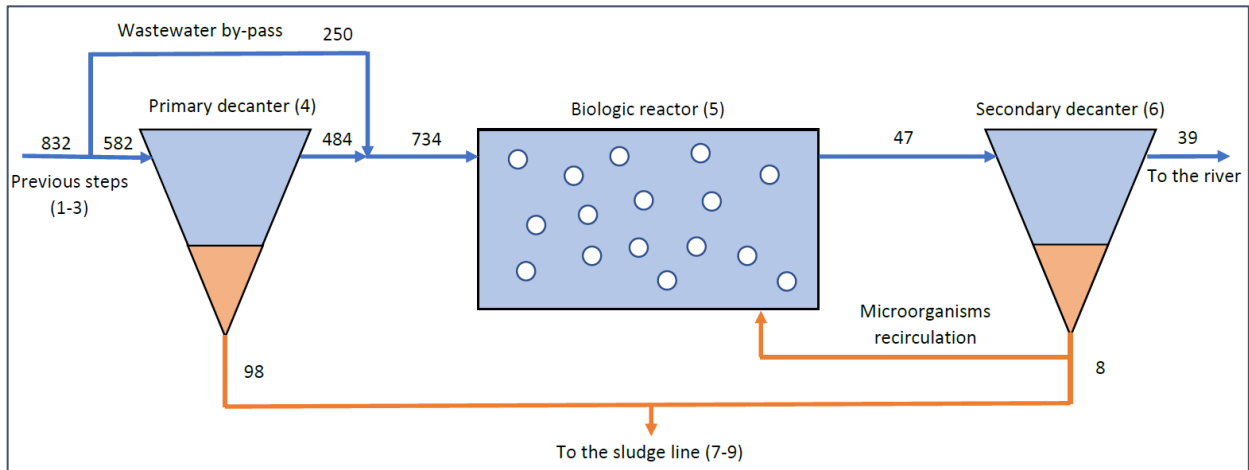 Wastewater by-pass
250
Primary decanter (4)
Biologic reactor (5)
Secondary decanter (6)
832
582
484
734
47
39
Previous steps
(1-3)
To the river
Microorganisms
recirculation
98
8
To the sludge line (7-9)